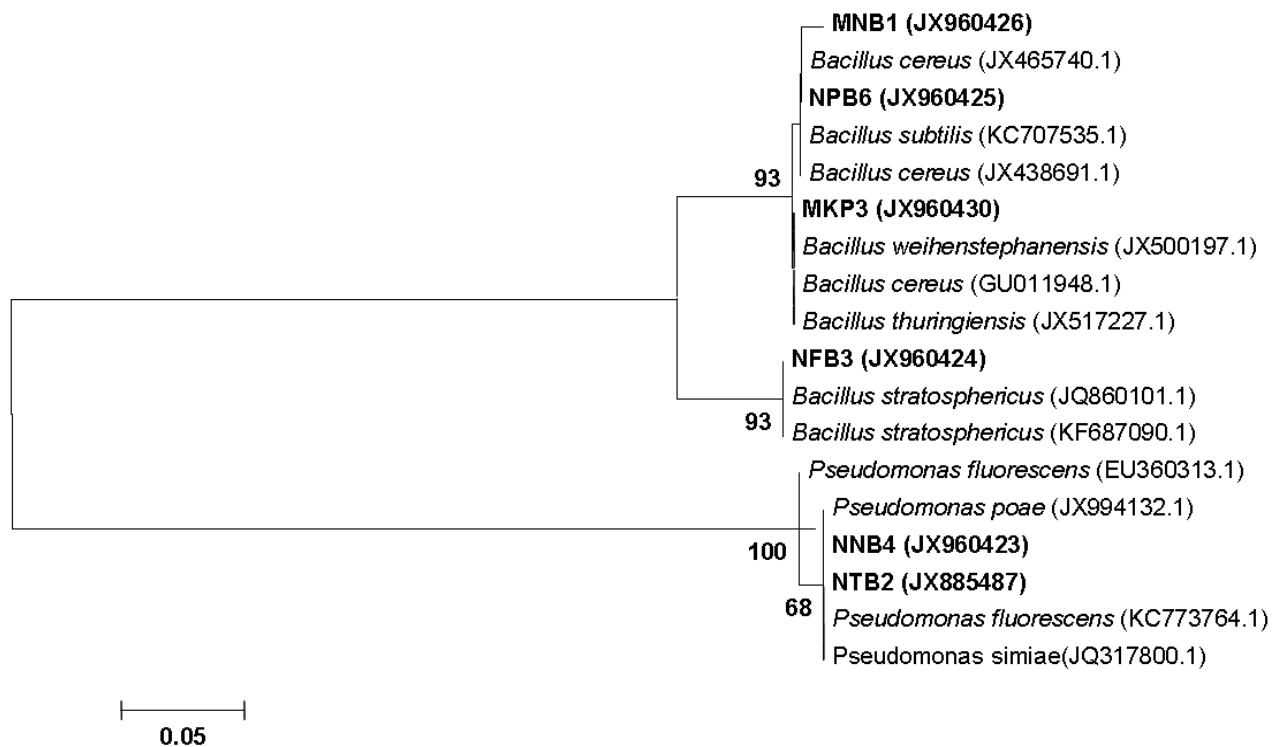 MNB1 (JX960426)
Bacillus cereus (JX465740.1)
NPB6 (JX960425)
Bacillus subtilis (KC707535.1)
Bacillus cereus (JX438691.1)
93
MKP3 (JX960430)
Bacillus weihenstephanensis (JX500197.1)
Bacillus cereus (GU011948.1)
Bacillus thuringiensis (JX517227.1)
NFB3 (JX960424)
Bacillus stratosphericus (JQ860101.1)
93
Bacillus stratosphericus (KF687090.1)
Pseudomonas fluorescens (EU360313.1)
Pseudomonas poae (JX994132.1)
100
NNB4 (JX960423)
NTB2 (JX885487)
68
Pseudomonas fluorescens (KC773764.1)
Pseudomonas simiae(JQ317800.1)
0.05